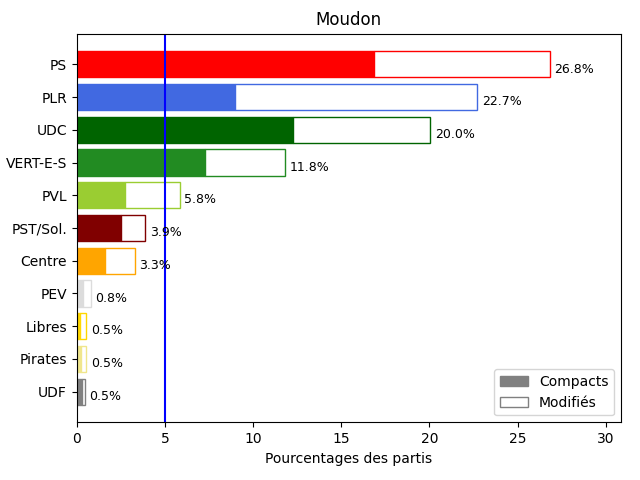 Moudon
PS 26.8%
PLR 22.7%
UDC 20.0%
VERT-E-S 11.8%
PVL 5.8%
PST/Sol. 3.9%
Centre 3.3%
PEV 0.8%
Libres 0.5%
Pirates 0.5%
UDF 0.5%
Compacts
Modifiés
0 5 10 15 20 25 30
Pourcentages des partis